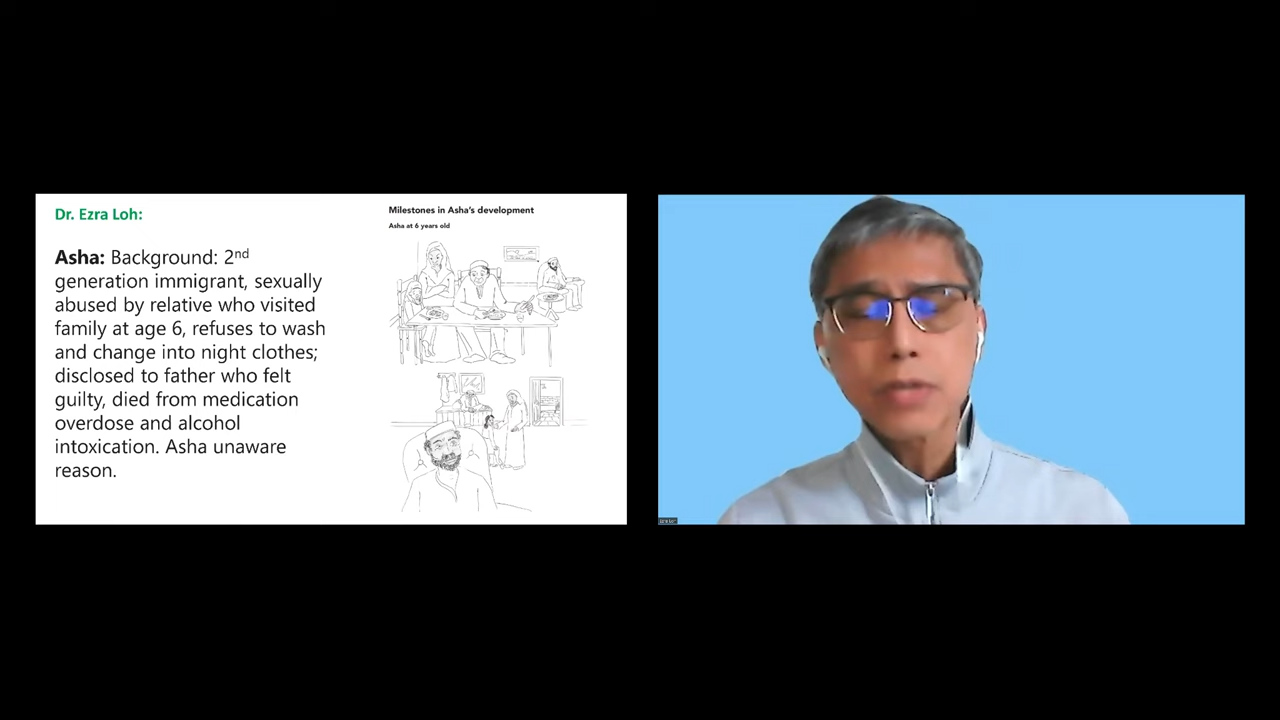 Dr. Ezra Loh:
Asha: Background: 2nd
generation immigrant, sexually
abused by relative who visited
family at age 6, refuses to wash
and change into night clothes;
disclosed to father who felt
guilty, died from medication
overdose and alcohol
intoxication. Asha unaware
reason.
Milestones in Asha's development
Asha at 6 years old